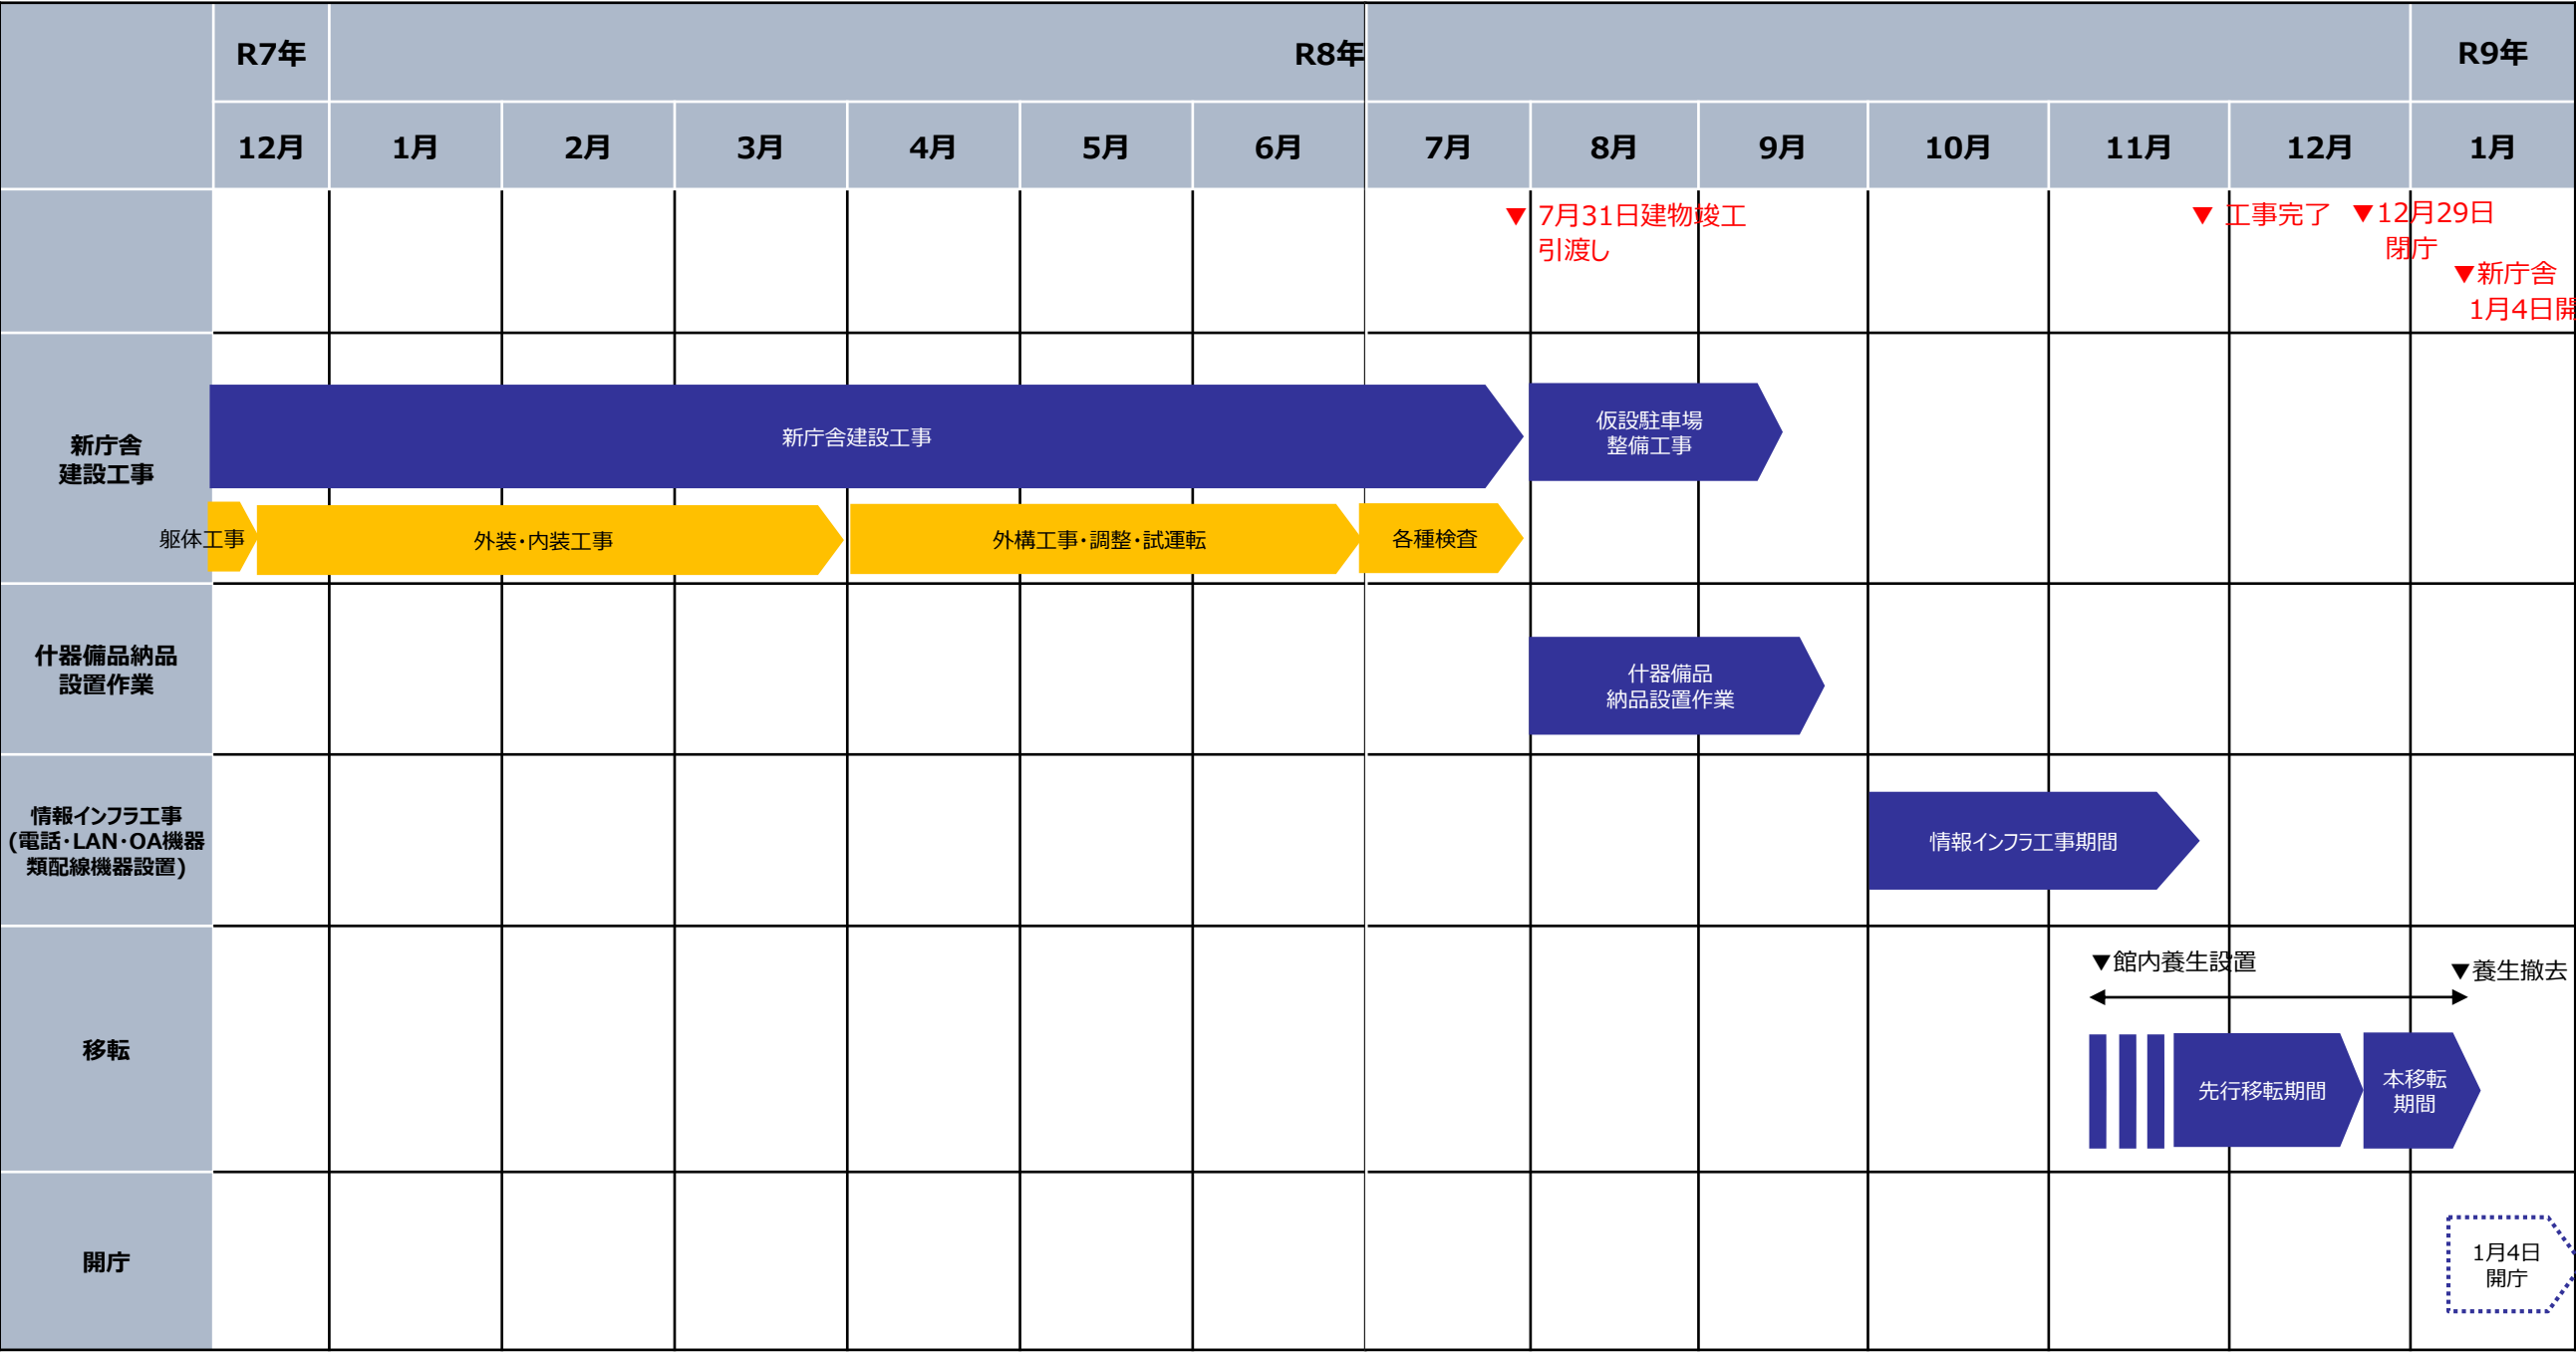 R7年
R8年
R9年
12月
1月
2月
3月
4月
5月
6月
7月
8月
9月
10月
11月
12月
1月
▼ 7月31日建物竣工
引渡し
▼ 工事完了
▼12月29日
閉庁
▼新庁舎
1月4日開
新庁舎
建設工事
新庁舎建設工事
仮設駐車場
整備工事
躯体工事
外装・内装工事
外構工事・調整・試運転
各種検査
什器備品納品
設置作業
什器備品
納品設置作業
情報インフラ工事
(電話・LAN・OA機器
類配線機器設置)
情報インフラ工事期間
移転
▼館内養生設置
▼養生撤去
先行移転期間
本移転
期間
開庁
1月4日
開庁